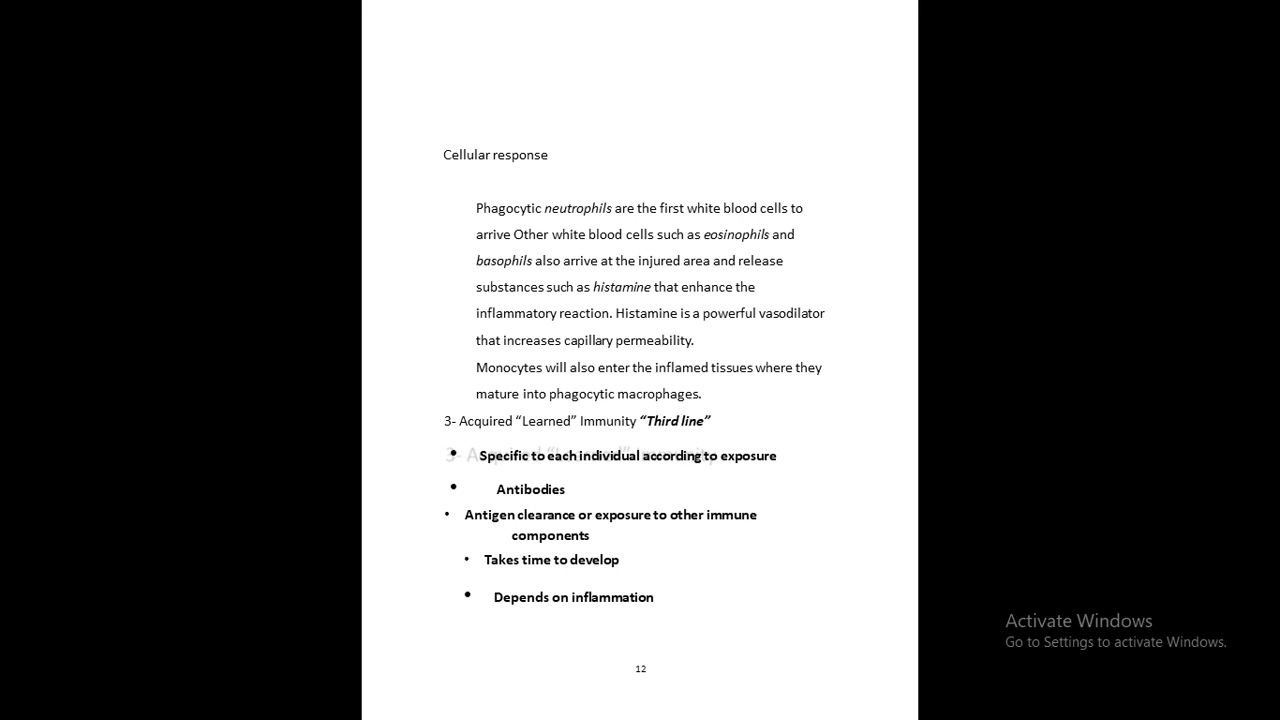 Cellular response
Phagocytic neutrophils are the first white blood cells to
arrive Other white blood cells such as eosinophils and
basophils also arrive at the injured area and release
substances such as histamine that enhance the
inflammatory reaction. Histamine is a powerful vasodilator
that increases capillary permeability.
Monocytes will also enter the inflamed tissues where they
mature into phagocytic macrophages.
3- Acquired “Learned” Immunity “Third line”
• Specific to each individual according to exposure
• Antibodies
• Antigen clearance or exposure to other immune
components
• Takes time to develop
• Depends on inflammation
12
Activate Windows
Go to Settings to activate Windows.